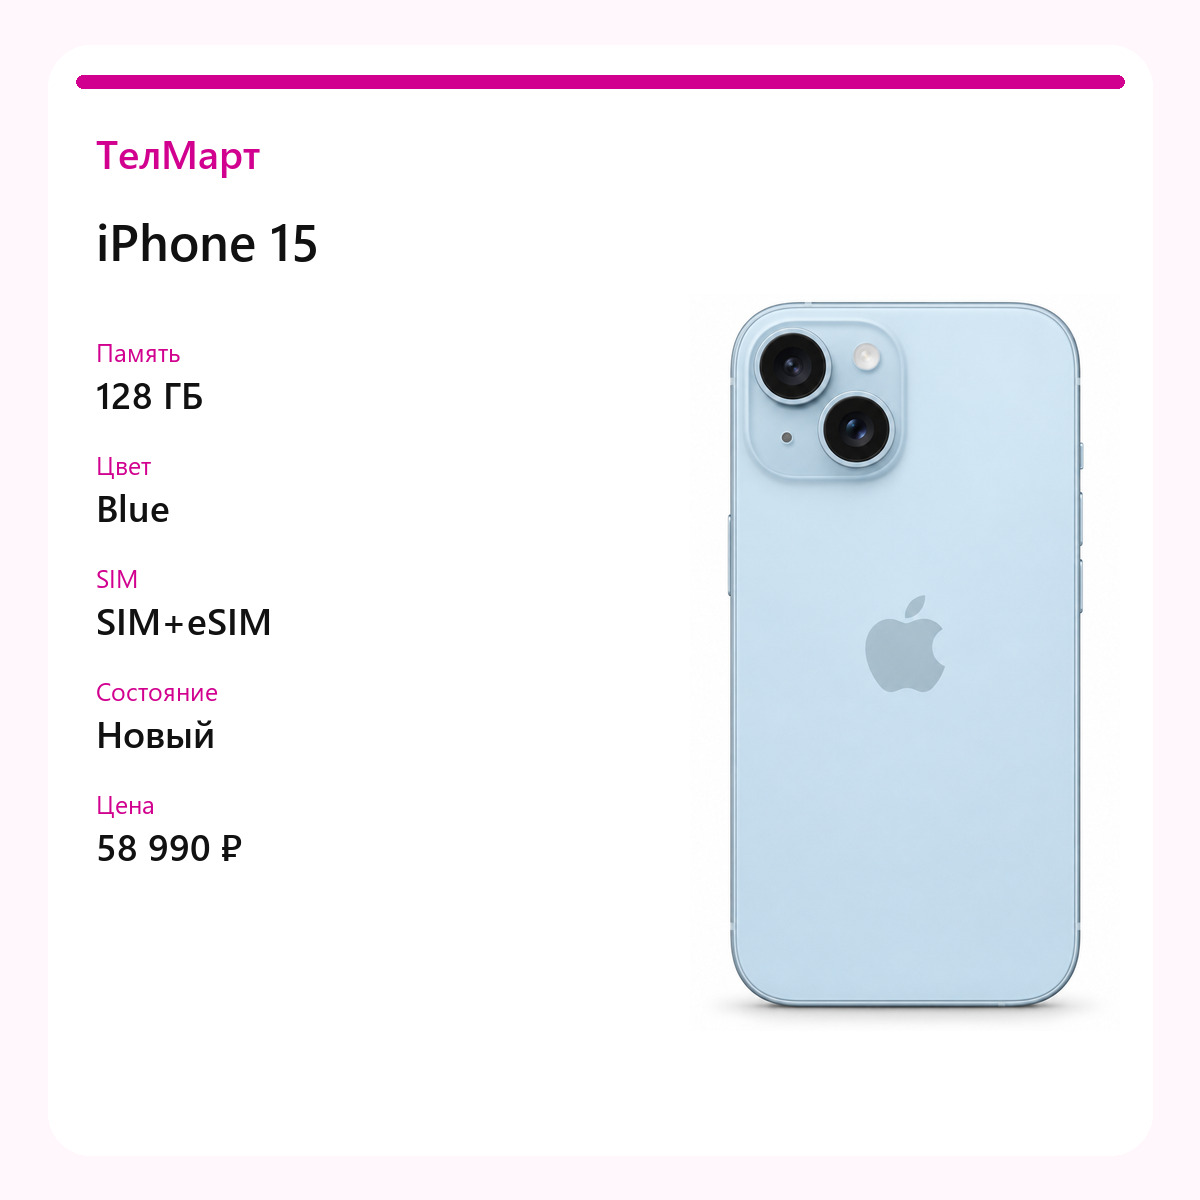 ТелМарт
iPhone 15
Память
128 ГБ
Цвет
Blue
SIM
SIM+eSIM
Состояние
Новый
Цена
58 990 ₽